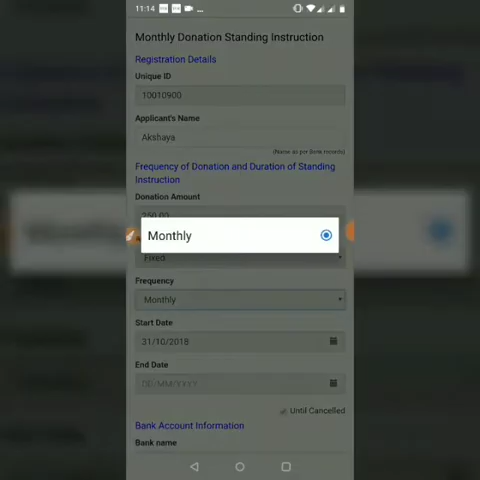 11:14
Monthly Donation Standing Instruction
Registration Details
Unique ID
10010900
Applicant's Name
Akshaya
(Name as per Bank records)
Frequency of Donation and Duration of Standing
Instruction
Donation Amount
250.00
Monthly
Fixed
Frequency
Monthly
Start Date
31/10/2018
End Date
DD-MM-YYYY
Until Cancelled
Bank Account Information
Bank name